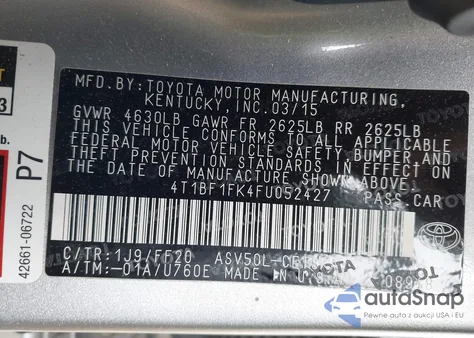 MFD.BY:TOYOTA MOTOR MANUFACTURING,
KENTUCKY, INC.03/15
GVWR 4630LB GAWR FR 2625LB RR 2625LB
THIS VEHICLE CONFORMS TO ALL APPLICABLE
FEDERAL MOTOR VEHICLE SAFETY, BUMPER, AND
THEFT PREVENTION STANDARDS IN EFFECT ON
THE DATE OF MANUFACTURE SHOWN ABOVE.
4T1BF1FK4FU052427 PASS.CAR
C/TR:1J9/FF20 ASV50L-
A/TM:-01A/U760E MADE IN U.S.
TOYOTA
P7
42661-06722
autaSnap
Pewne auta z aukcji USA i EU